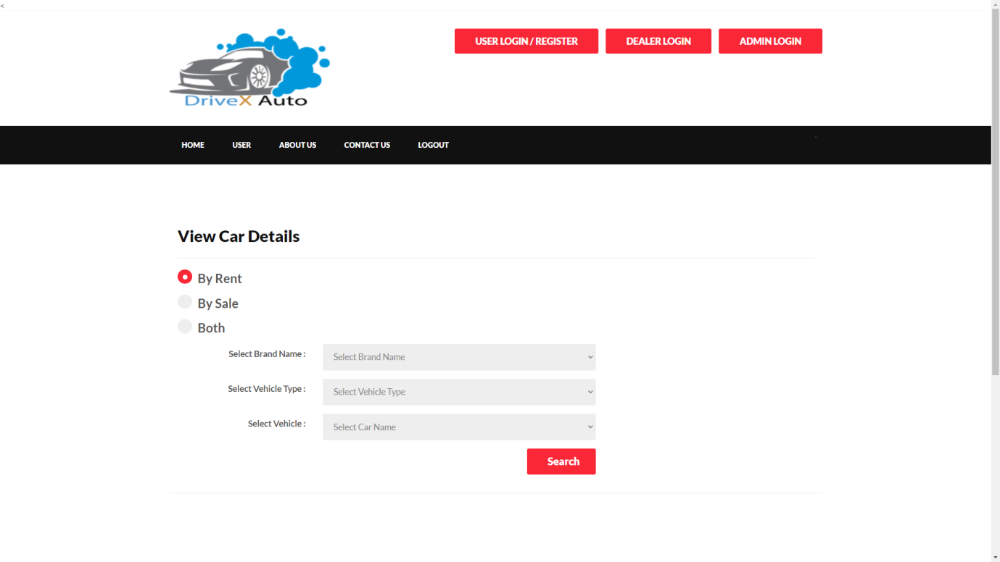 <
DriveX Auto
USER LOGIN / REGISTER
DEALER LOGIN
ADMIN LOGIN
HOME
USER
ABOUT US
CONTACT US
LOGOUT
View Car Details
By Rent
By Sale
Both
Select Brand Name :
Select Brand Name
Select Vehicle Type :
Select Vehicle Type
Select Vehicle :
Select Car Name
Search